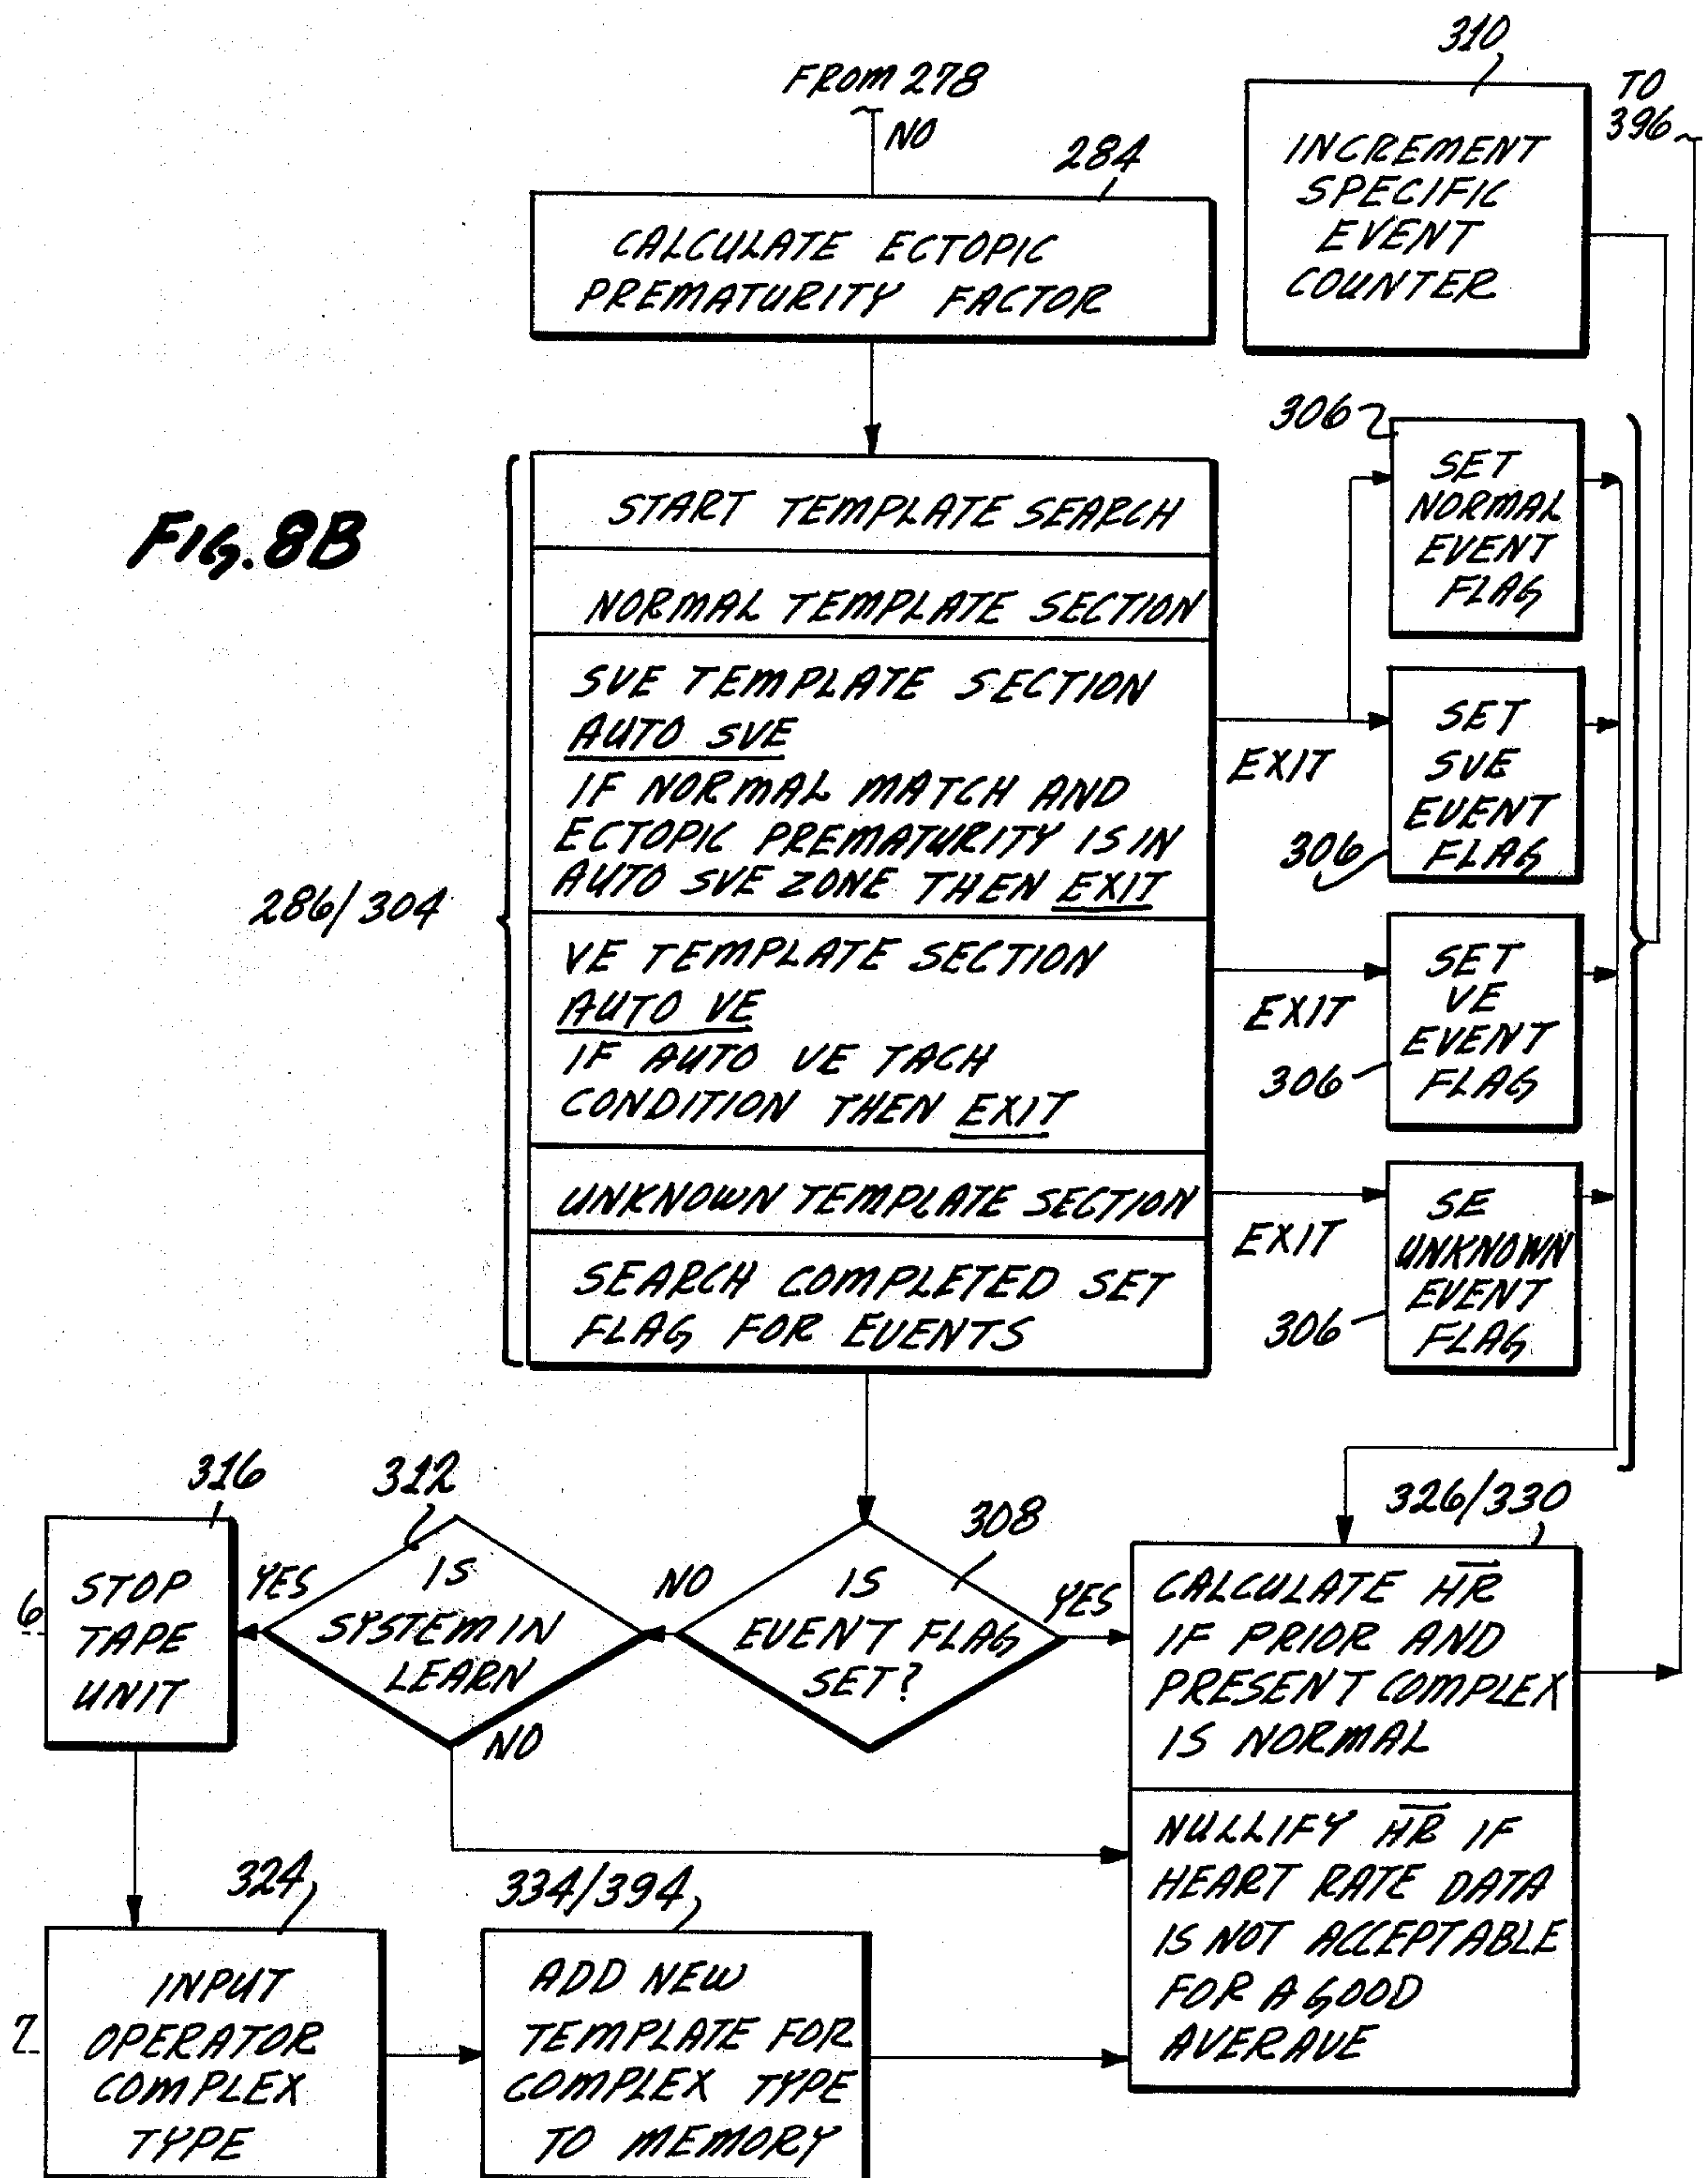 310
FROM 278
NO
TO
396
284
INCREMENT
SPECIFIC
EVENT
COUNTER
CALCULATE ECTOPIC
PREMATURITY FACTOR
FIG. 8B
286/304
START TEMPLATE SEARCH
NORMAL TEMPLATE SECTION
SVE TEMPLATE SECTION
AUTO SVE
IF NORMAL MATCH AND
ECTOPIC PREMATURITY IS IN
AUTO SVE ZONE THEN EXIT
VE TEMPLATE SECTION
AUTO VE
IF AUTO VE TACH
CONDITION THEN EXIT
UNKNOWN TEMPLATE SECTION
SEARCH COMPLETED SET
FLAG FOR EVENTS
306
SET
NORMAL
EVENT
FLAG
EXIT
306
SET
SVE
EVENT
FLAG
EXIT
306
SET
VE
EVENT
FLAG
EXIT
306
SE
UNKNOWN
EVENT
FLAG
316
312
308
326/330
6
STOP
TAPE
UNIT
YES
IS
SYSTEM IN
LEARN
NO
NO
IS
EVENT FLAG
SET?
YES
CALCULATE H̅R̅
IF PRIOR AND
PRESENT COMPLEX
IS NORMAL
NULLIFY H̅R̅ IF
HEART RATE DATA
IS NOT ACCEPTABLE
FOR A GOOD
AVERAVE
324
334/394
7
INPUT
OPERATOR
COMPLEX
TYPE
ADD NEW
TEMPLATE FOR
COMPLEX TYPE
TO MEMORY